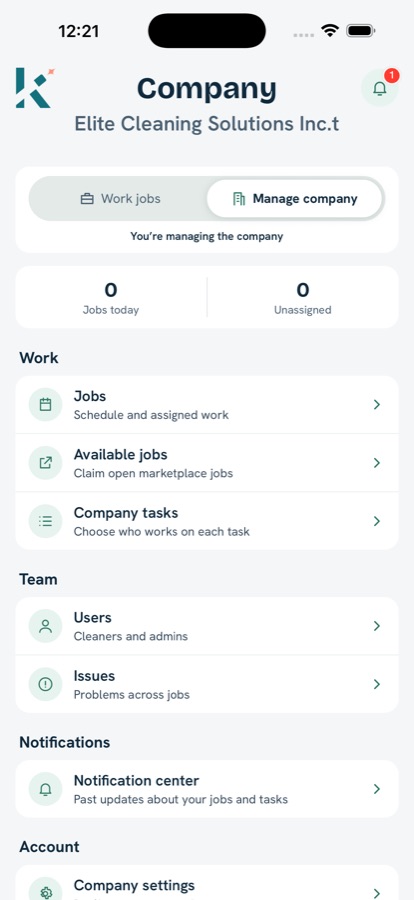 12:21
1
Company
Elite Cleaning Solutions Inc.t
Work jobs
Manage company
You're managing the company
0
Jobs today
0
Unassigned
Work
Jobs
Schedule and assigned work
Available jobs
Claim open marketplace jobs
Company tasks
Choose who works on each task
Team
Users
Cleaners and admins
Issues
Problems across jobs
Notifications
Notification center
Past updates about your jobs and tasks
Account
Company settings